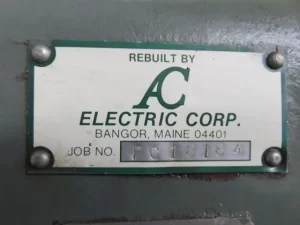 REBUILT BY
AC
ELECTRIC CORP.
BANGOR, MAINE 04401
JOB NO.